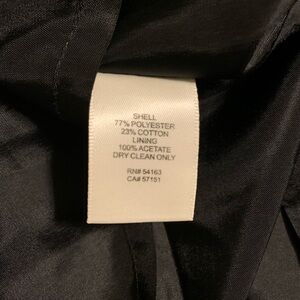 SHELL
77% POLYESTER
23% COTTON
LINING
100% ACETATE
DRY CLEAN ONLY
RN# 54163
CA# 57151